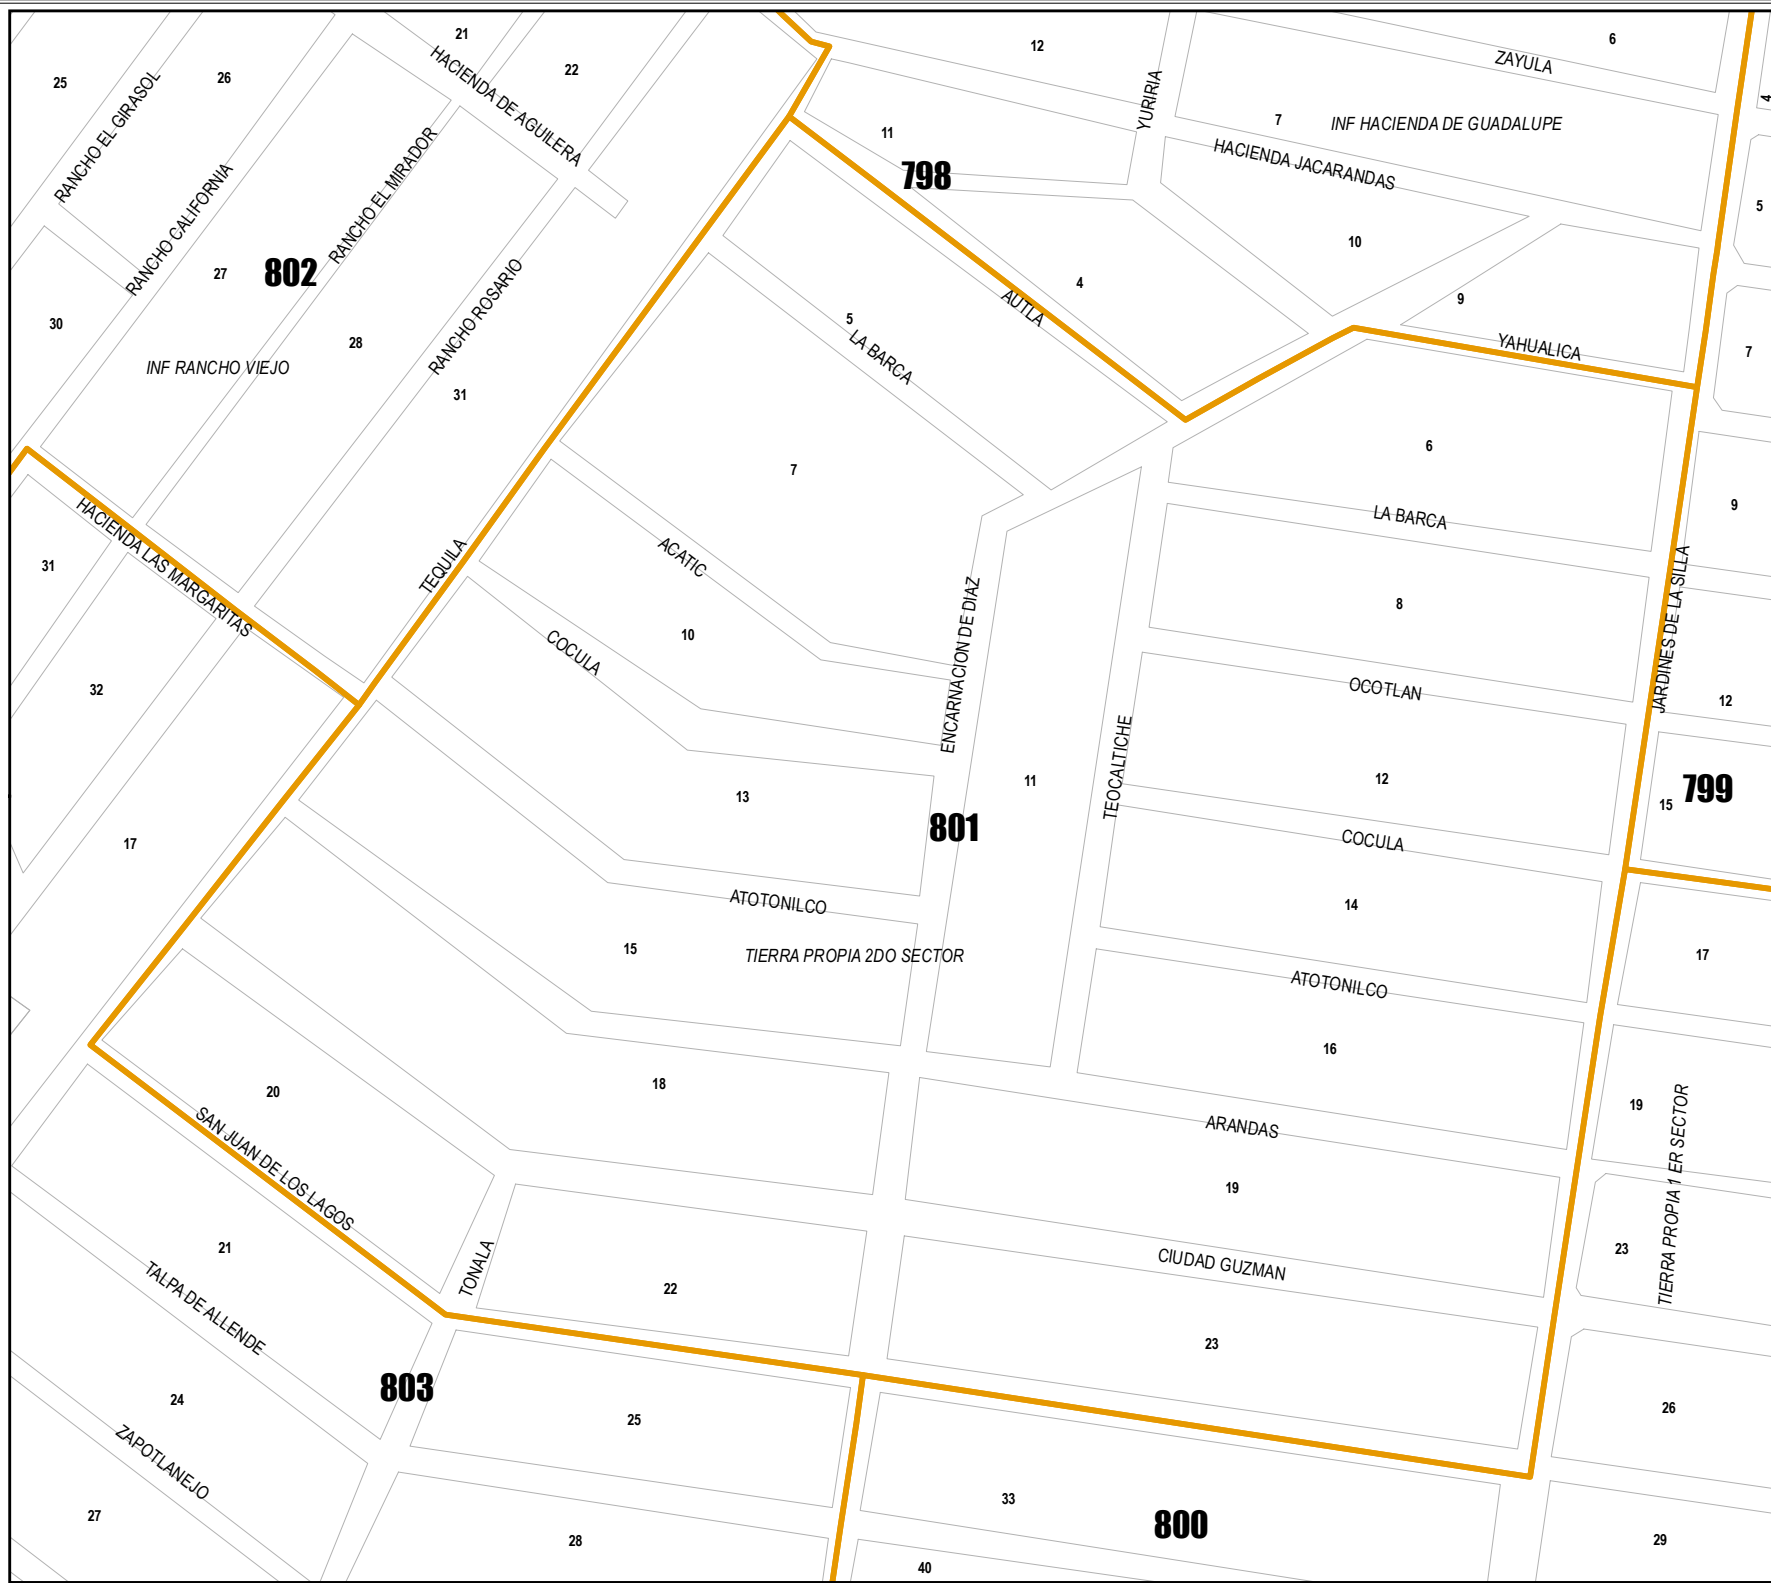 21
12
6
ZAYULA
25
26
HACIENDA DE AGUILERA
22
RANCHO EL GIRASOL
YURIRIA
4
11
7
INF HACIENDA DE GUADALUPE
HACIENDA JACARANDAS
798
RANCHO CALIFORNIA
RANCHO EL MIRADOR
5
10
27
802
4
9
RANCHO ROSARIO
AUTLA
30
5
28
LA BARCA
YAHUALICA
7
INF RANCHO VIEJO
31
6
7
9
HACIENDA LAS MARGARITAS
LA BARCA
31
TEQUILA
ACATIC
8
JARDINES DE LA SILLA
10
COCULA
ENCARNACION DE DIAZ
32
OCOTLAN
12
TEOCALTICHE
11
12
13
799
15
801
17
COCULA
ATOTONILCO
14
15
TIERRA PROPIA 2DO SECTOR
17
ATOTONILCO
16
18
20
19
SAN JUAN DE LOS LAGOS
ARANDAS
TIERRA PROPIA 1 ER SECTOR
19
21
23
TONALA
CIUDAD GUZMAN
TALPA DE ALLENDE
22
23
803
24
25
26
ZAPOTLANEJO
33
27
800
28
29
40